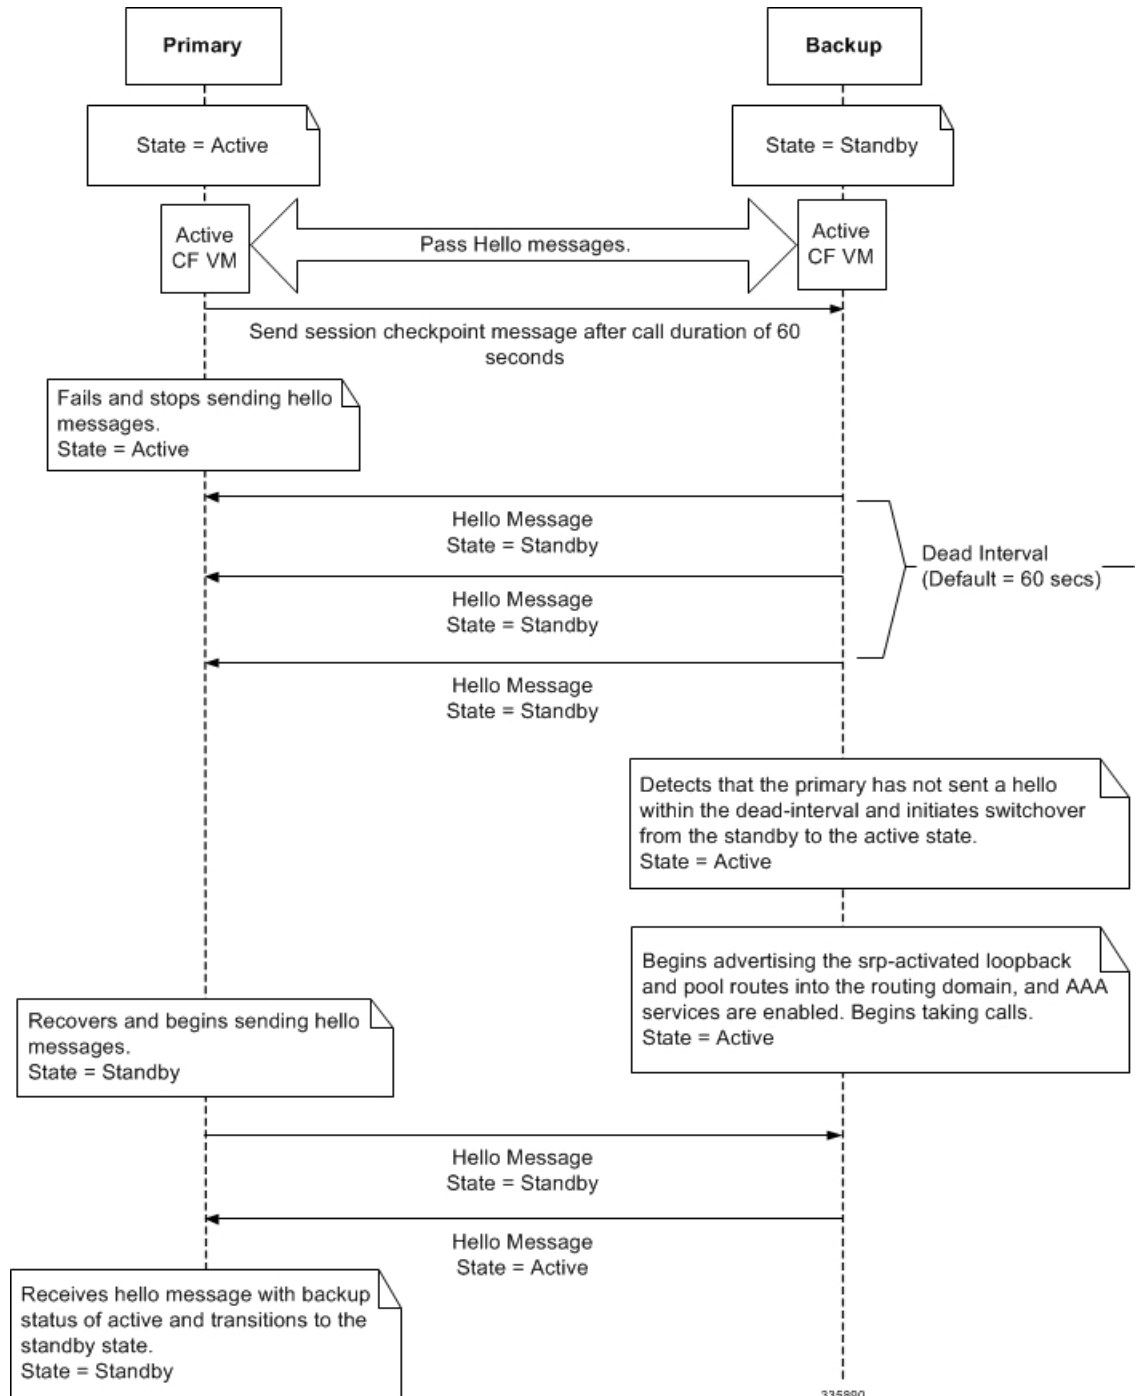 Primary
Backup
State = Active
State = Standby
Active
CF VM
Pass Hello messages.
Active
CF VM
Send session checkpoint message after call duration of 60
seconds
Fails and stops sending hello
messages.
State = Active
Hello Message
State = Standby
Dead Interval
(Default = 60 secs)
Hello Message
State = Standby
Hello Message
State = Standby
Detects that the primary has not sent a hello
within the dead-interval and initiates switchover
from the standby to the active state.
State = Active
Begins advertising the srp-activated loopback
and pool routes into the routing domain, and AAA
services are enabled. Begins taking calls.
State = Active
Recovers and begins sending hello
messages.
State = Standby
Hello Message
State = Standby
Hello Message
State = Active
Receives hello message with backup
status of active and transitions to the
standby state.
State = Standby